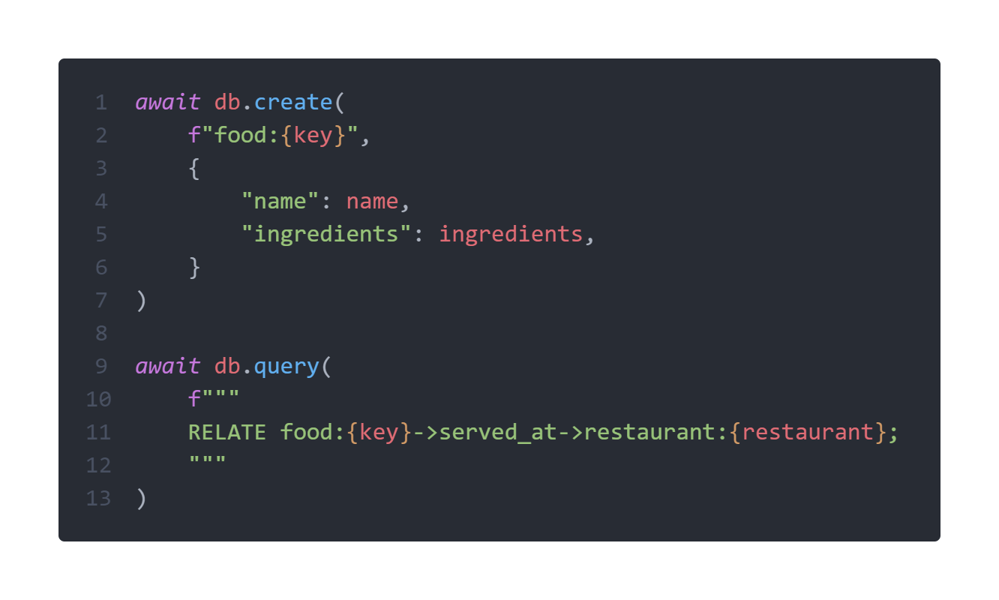 1 await db.create(
2     f"food:{key}",
3     {
4         "name": name,
5         "ingredients": ingredients,
6     }
7 )
8
9 await db.query(
10     f"""
11     RELATE food:{key}->served_at->restaurant:{restaurant};
12     """
13 )